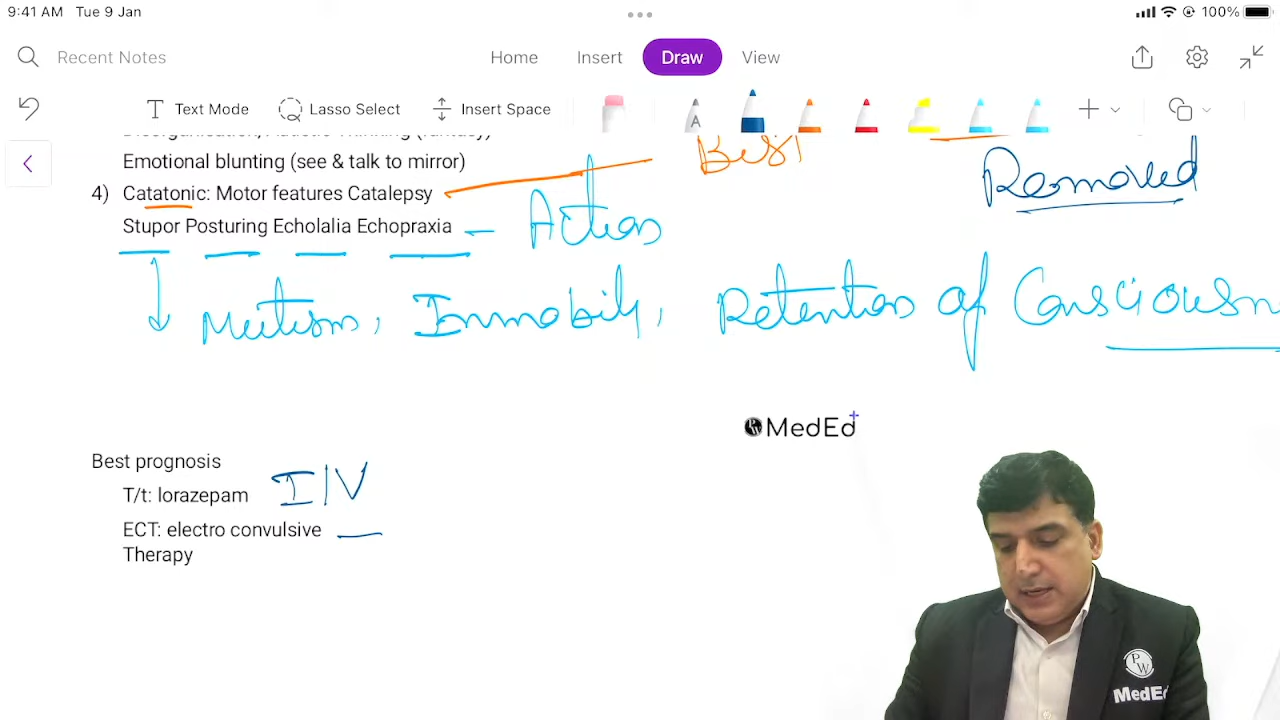 9:41 AM Tue 9 Jan
100%
Recent Notes
Home Insert Draw View
Text Mode Lasso Select Insert Space
A
Best
Emotional blunting (see & talk to mirror)
Removed
4) Catatonic: Motor features Catalepsy
Stupor Posturing Echolalia Echopraxia
Action
Mutism, Immobily, Retention of Consciousn
MedEd
Best prognosis
T/t: lorazepam I/V
ECT: electro convulsive
Therapy
PW
MedEd